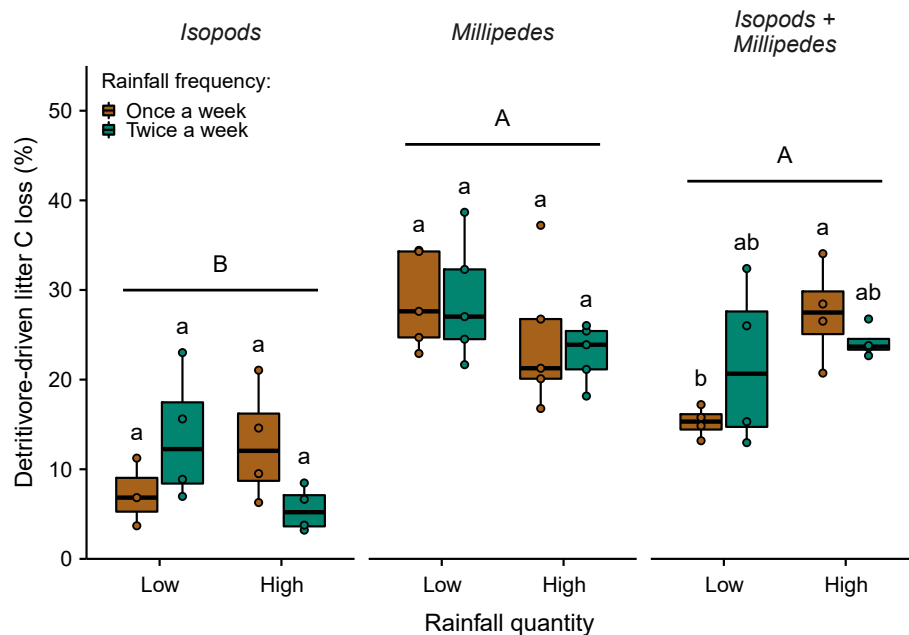 Isopods
Millipedes
Isopods +
Millipedes
Rainfall frequency:
Once a week
Twice a week
Detritivore-driven litter C loss (%)
50
40
30
20
10
0
B
a
a
a
a
A
a
a
a
a
A
b
ab
a
ab
Low
High
Low
High
Low
High
Rainfall quantity